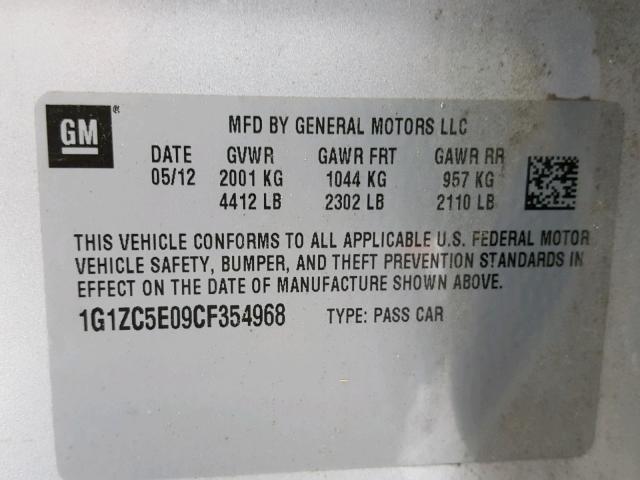 GM ®
MFD BY GENERAL MOTORS LLC
DATE GVWR GAWR FRT GAWR RR
05/12 2001 KG 1044 KG 957 KG
4412 LB 2302 LB 2110 LB
THIS VEHICLE CONFORMS TO ALL APPLICABLE U.S. FEDERAL MOTOR
VEHICLE SAFETY, BUMPER, AND THEFT PREVENTION STANDARDS IN
EFFECT ON THE DATE OF MANUFACTURE SHOWN ABOVE.
1G1ZC5E09CF354968 TYPE: PASS CAR